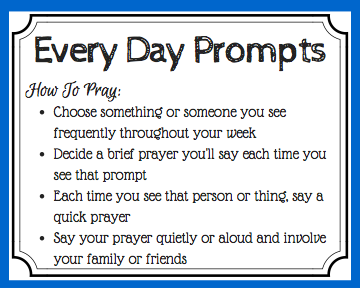 Every Day Prompts
How To Pray:
• Choose something or someone you see
frequently throughout your week
• Decide a brief prayer you'll say each time you
see that prompt
• Each time you see that person or thing, say a
quick prayer
• Say your prayer quietly or aloud and involve
your family or friends